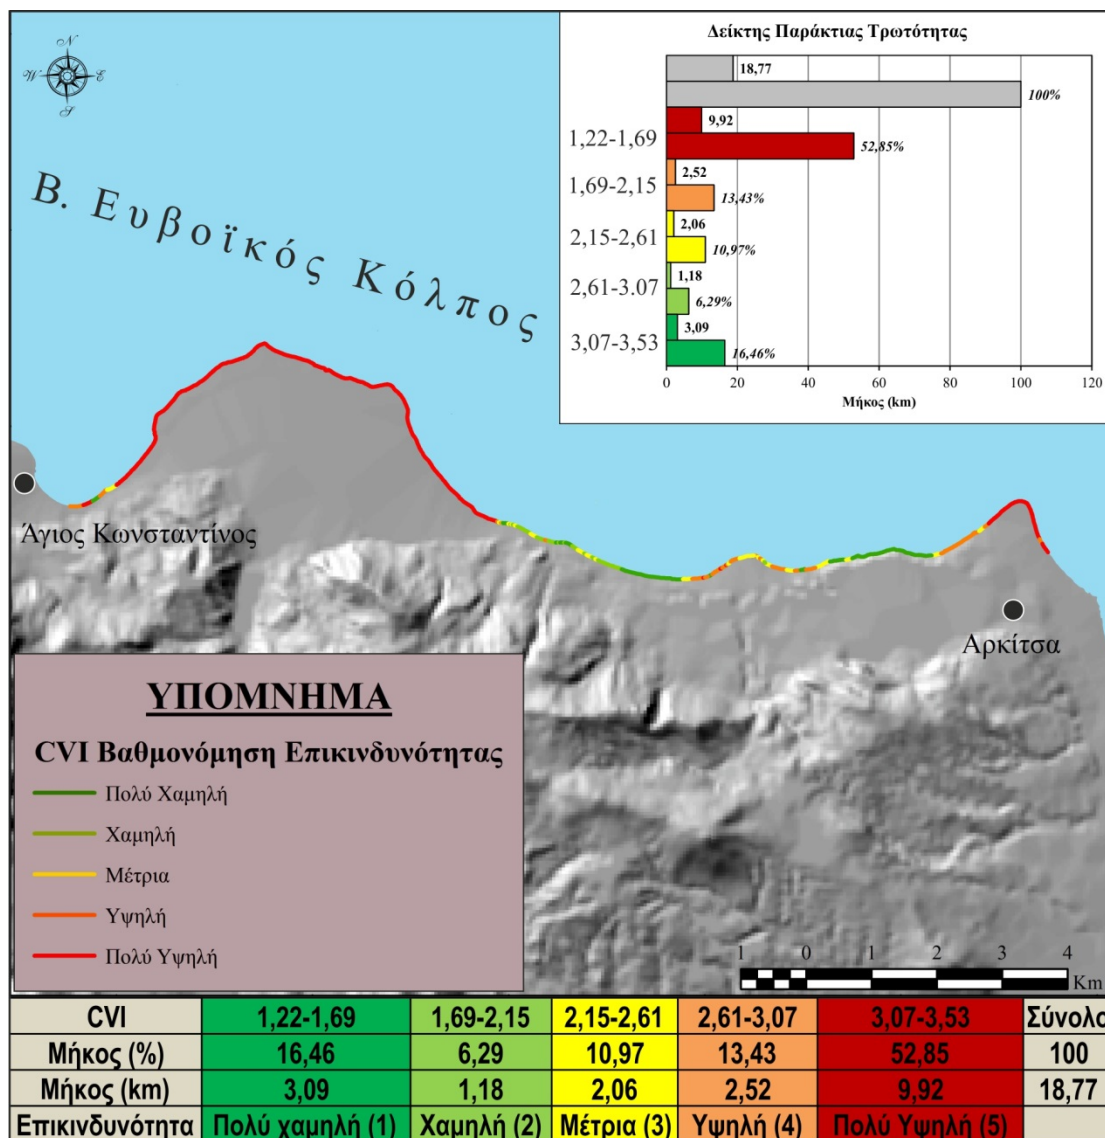 N
W E
S
Δείκτης Παράκτιας Τρωτότητας
18,77
100%
9,92
1,22-1,69
52,85%
2,52
1,69-2,15
13,43%
2,06
2,15-2,61
10,97%
1,18
2,61-3.07
6,29%
3,09
3,07-3,53
16,46%
0 20 40 60 80 100 120
Μήκος (km)
Β. Ευβοϊκός Κόλπος
Άγιος Κωνσταντίνος
Αρκίτσα
ΥΠΟΜΝΗΜΑ
CVI Βαθμονόμηση Επικινδυνότητας
Πολύ Χαμηλή
Χαμηλή
Μέτρια
Υψηλή
Πολύ Υψηλή
1 0 1 2 3 4
Km
CVI 1,22-1,69 1,69-2,15 2,15-2,61 2,61-3,07 3,07-3,53 Σύνολο
Μήκος (%) 16,46 6,29 10,97 13,43 52,85 100
Μήκος (km) 3,09 1,18 2,06 2,52 9,92 18,77
Επικινδυνότητα Πολύ χαμηλή (1) Χαμηλή (2) Μέτρια (3) Υψηλή (4) Πολύ Υψηλή (5)